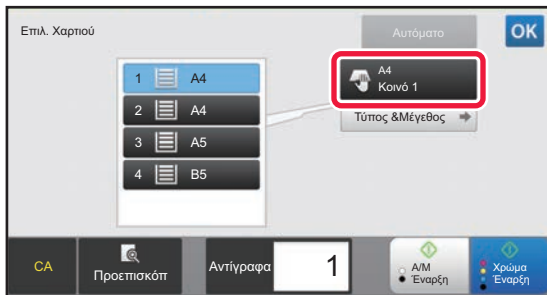 Επιλ. Χαρτιού
Αυτόματο
OK
1 A4
2 A4
3 A5
4 B5
A4
Κοινό 1
Τύπος &Μέγεθος
CA
Προεπισκόπ
Αντίγραφα
1
Α/Μ
Έναρξη
Χρώμα
Έναρξη